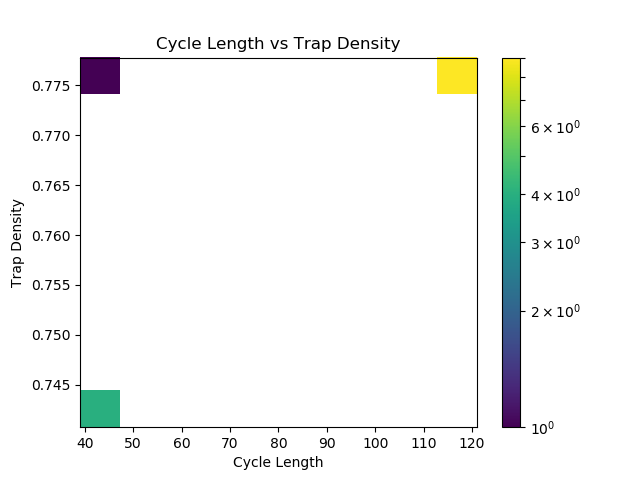 Cycle Length vs Trap Density
Trap Density
0.775
0.770
0.765
0.760
0.755
0.750
0.745
40 50 60 70 80 90 100 110 120
Cycle Length
6 × 10⁰
4 × 10⁰
3 × 10⁰
2 × 10⁰
10⁰